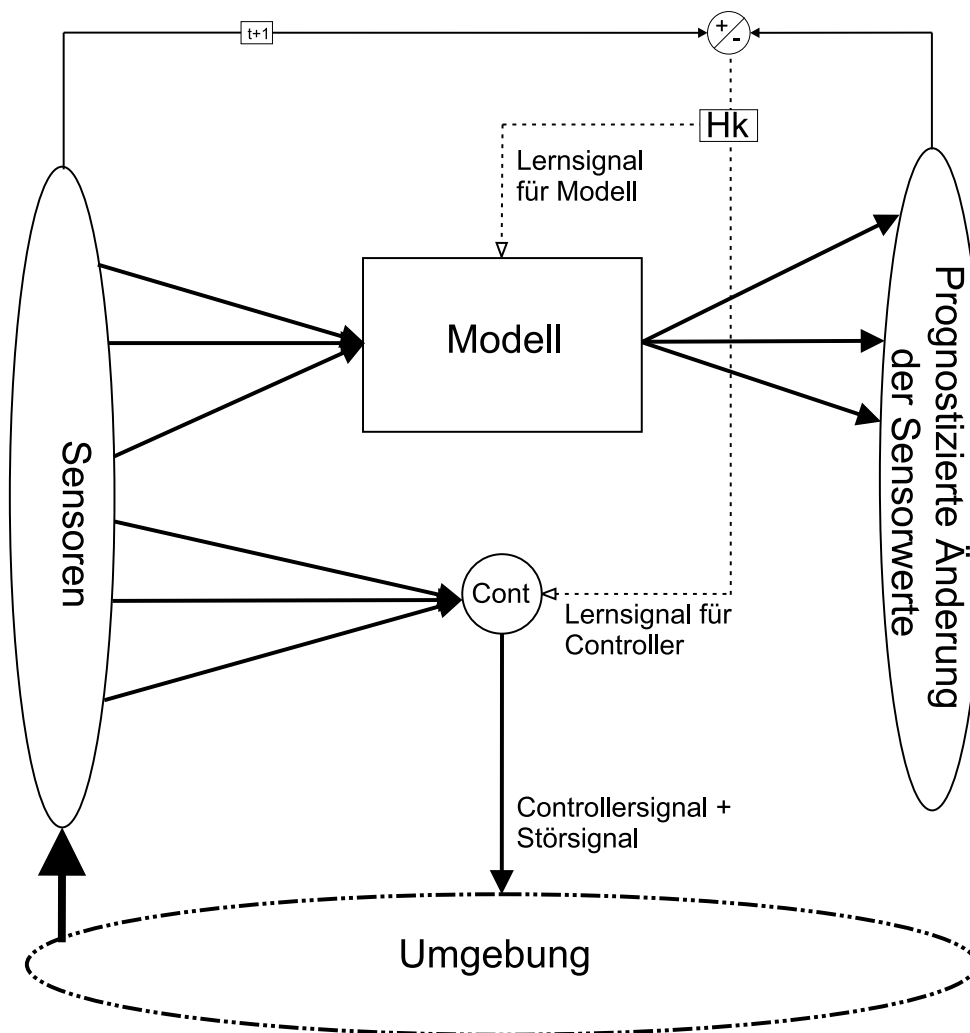 t+1
+
-
Hk
Lernsignal
für Modell
Modell
Sensoren
Prognostizierte Änderung
der Sensorwerte
Cont
Lernsignal für
Controller
Controllersignal +
Störsignal
Umgebung